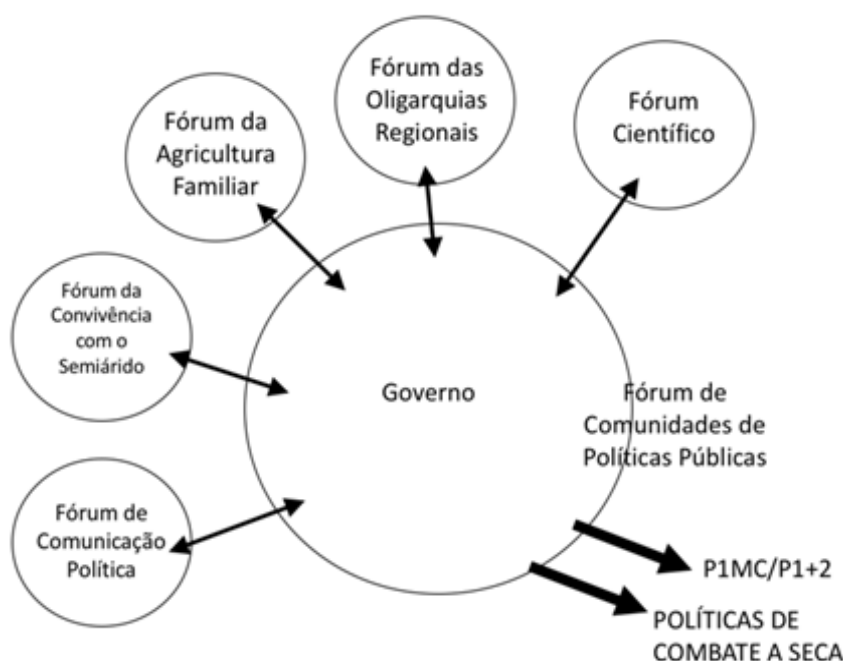 Fórum das
Oligarquias
Regionais
Fórum
Científico
Fórum da
Agricultura
Familiar
Fórum da
Convivência
com o
Semiárido
Governo
Fórum de
Comunidades de
Políticas Públicas
Fórum de
Comunicação
Política
P1MC/P1+2
POLÍTICAS DE
COMBATE A SECA